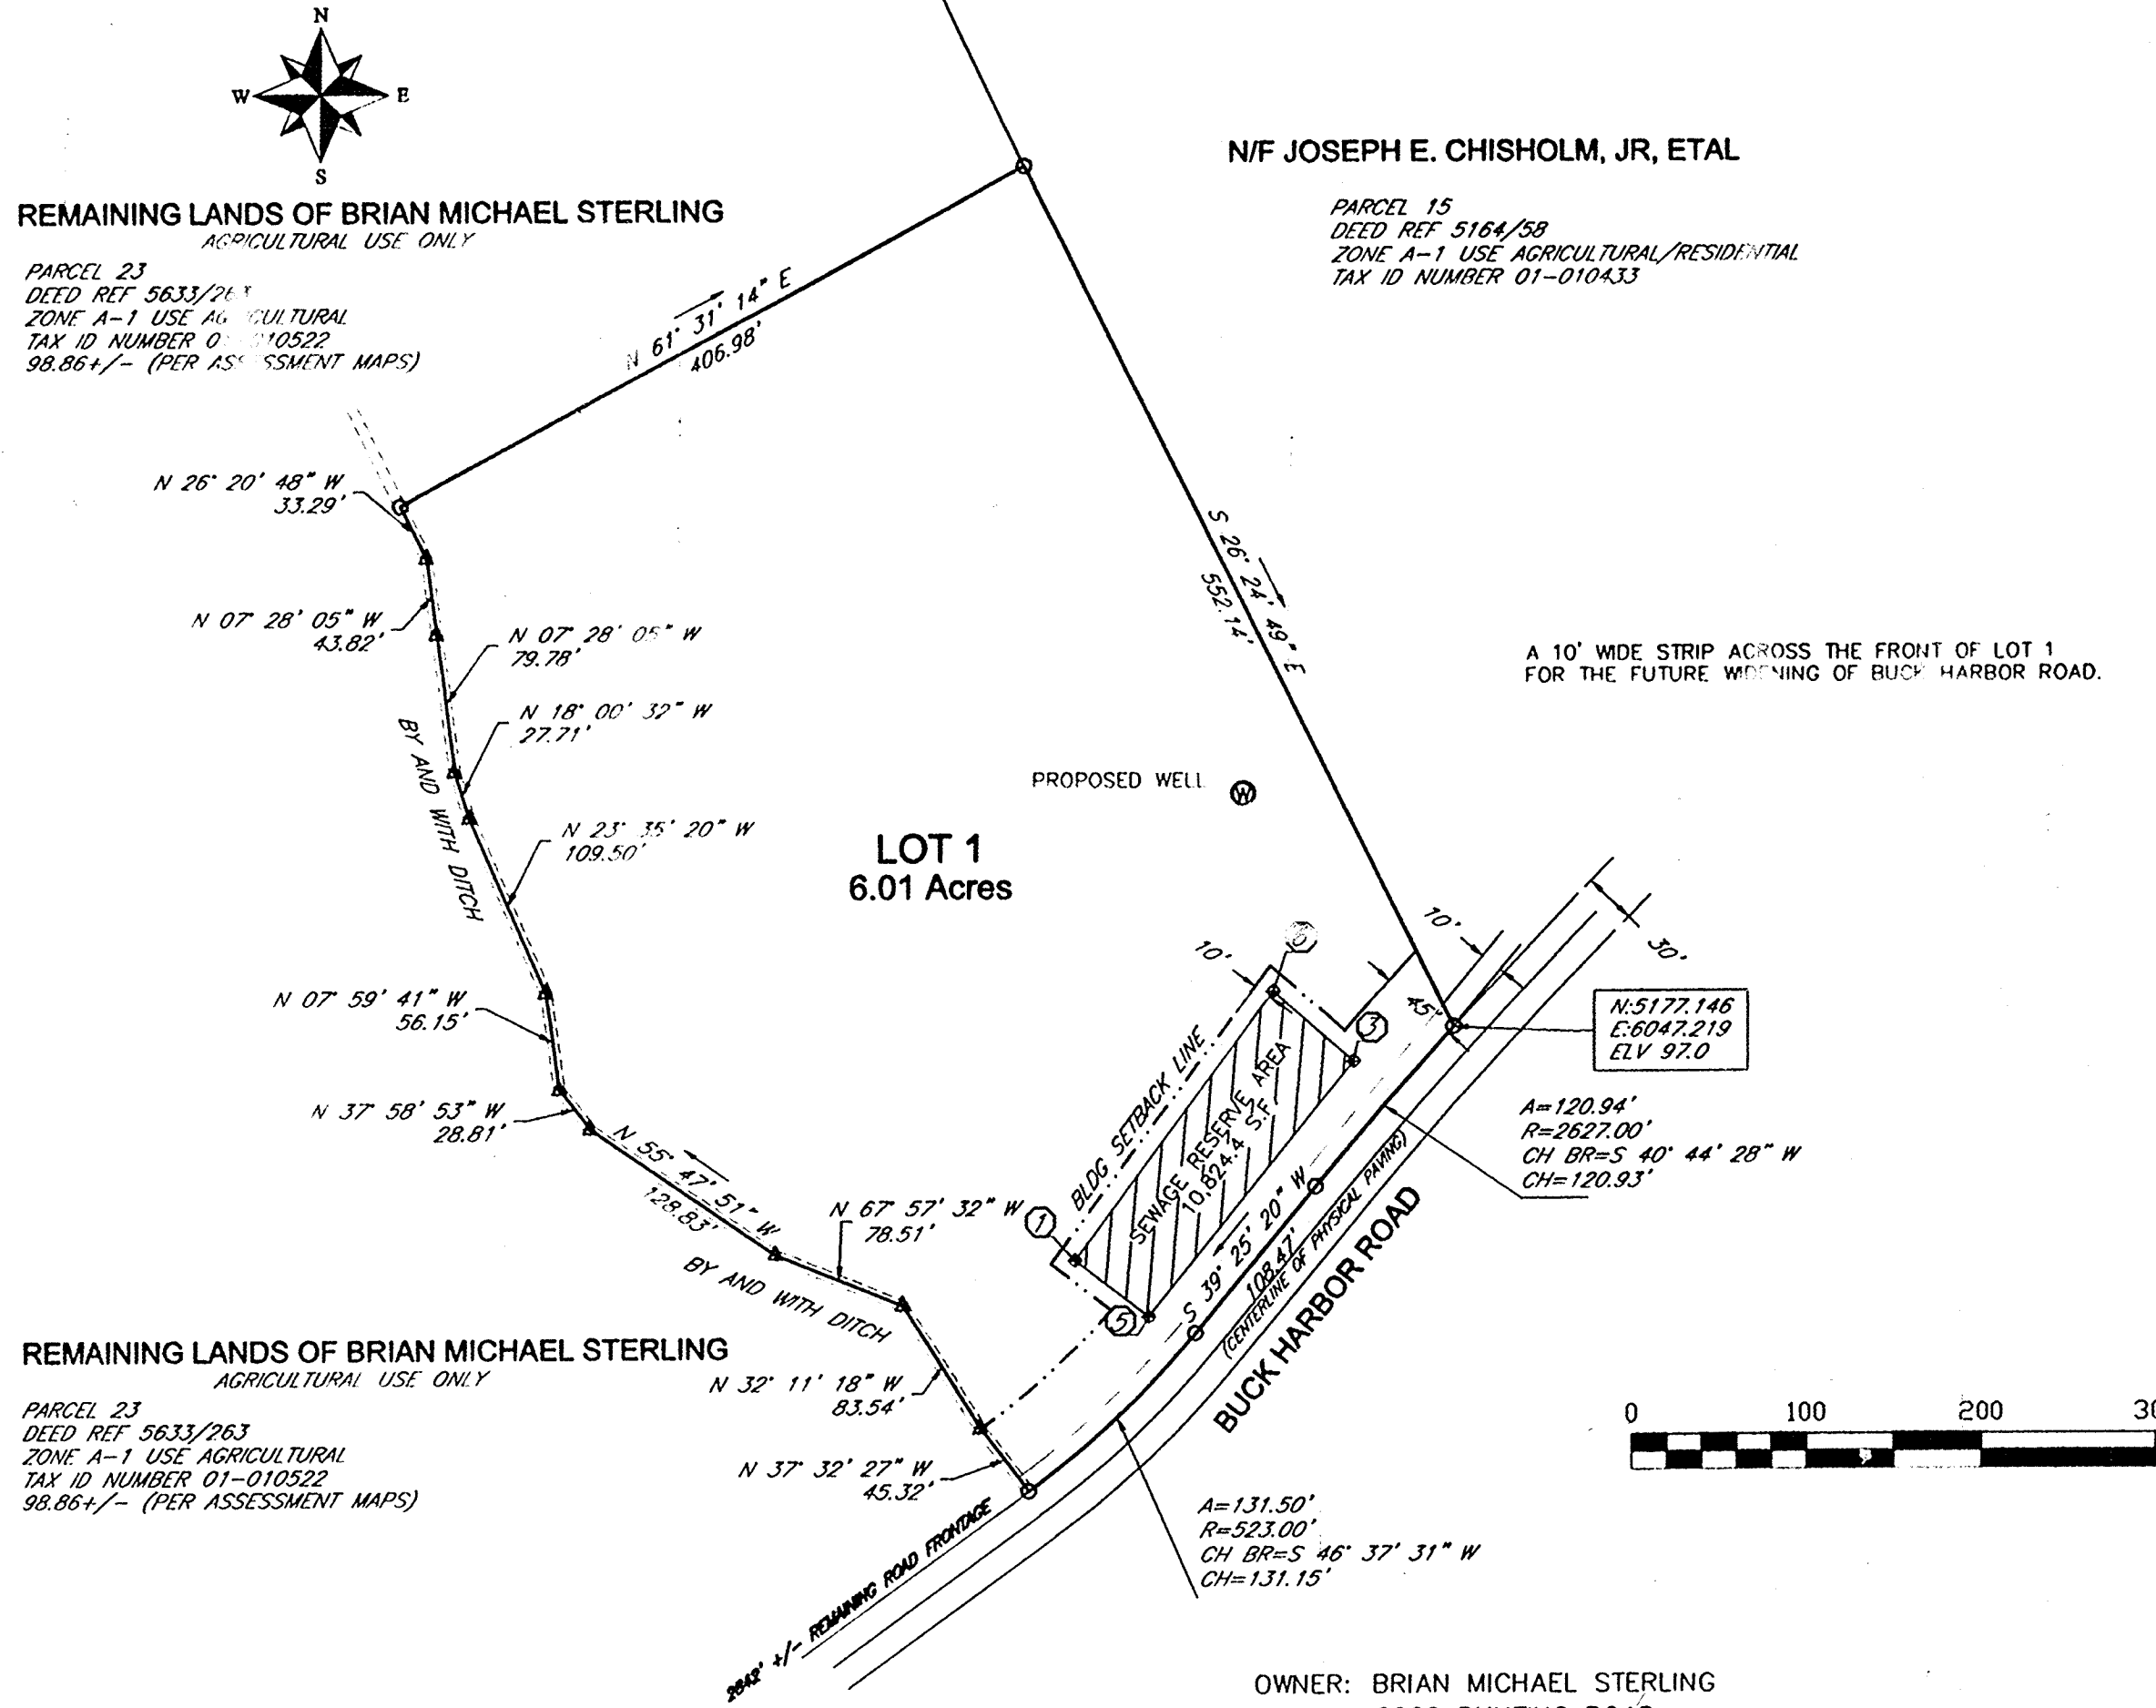 N
W E
S
REMAINING LANDS OF BRIAN MICHAEL STERLING
AGRICULTURAL USE ONLY
PARCEL 23
DEED REF 5633/263
ZONE A-1 USE AG CULTURAL
TAX ID NUMBER 0 010522
98.86+/- (PER ASSESSMENT MAPS)
N/F JOSEPH E. CHISHOLM, JR, ETAL
PARCEL 15
DEED REF 5164/58
ZONE A-1 USE AGRICULTURAL/RESIDENTIAL
TAX ID NUMBER 01-010433
N 61° 31' 14" E
406.98'
N 26° 20' 48" W
33.29'
N 07° 28' 05" W
43.82'
N 07° 28' 05" W
79.78'
N 18° 00' 32" W
27.71'
BY AND WITH DITCH
N 23° 35' 20" W
109.50'
S 26° 24' 49" E
552.14'
A 10' WIDE STRIP ACROSS THE FRONT OF LOT 1
FOR THE FUTURE WIDENING OF BUCK HARBOR ROAD.
PROPOSED WELL
W
LOT 1
6.01 Acres
10'
30'
10'
6
45'
3
N:5177.146
E:6047.219
ELV 97.0
N 07° 59' 41" W
56.15'
N 37° 58' 53" W
28.81'
N 55° 47' 51" W
128.83'
N 67° 57' 32" W
78.51'
BY AND WITH DITCH
1
BLDG SETBACK LINE
SEWAGE RESERVE AREA
10,824.4 S.F.
5
S 39° 25' 20" W
108.47'
(CENTERLINE OF PHYSICAL PAVING)
BUCK HARBOR ROAD
A=120.94'
R=2627.00'
CH BR=S 40° 44' 28" W
CH=120.93'
REMAINING LANDS OF BRIAN MICHAEL STERLING
AGRICULTURAL USE ONLY
PARCEL 23
DEED REF 5633/263
ZONE A-1 USE AGRICULTURAL
TAX ID NUMBER 01-010522
98.86+/- (PER ASSESSMENT MAPS)
N 32° 11' 18" W
83.54'
N 37° 32' 27" W
45.32'
0 100 200 30
A=131.50'
R=523.00'
CH BR=S 46° 37' 31" W
CH=131.15'
2842' +/- REMAINING ROAD FRONTAGE
OWNER: BRIAN MICHAEL STERLING